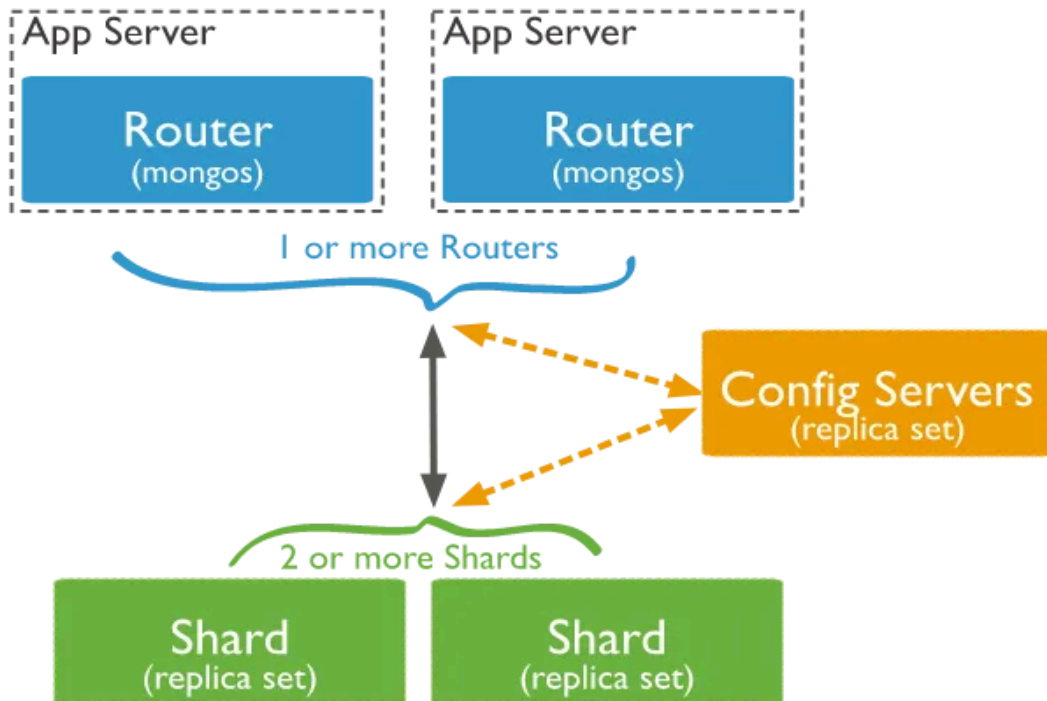 App Server
App Server
Router
(mongos)
Router
(mongos)
1 or more Routers
Config Servers
(replica set)
2 or more Shards
Shard
(replica set)
Shard
(replica set)